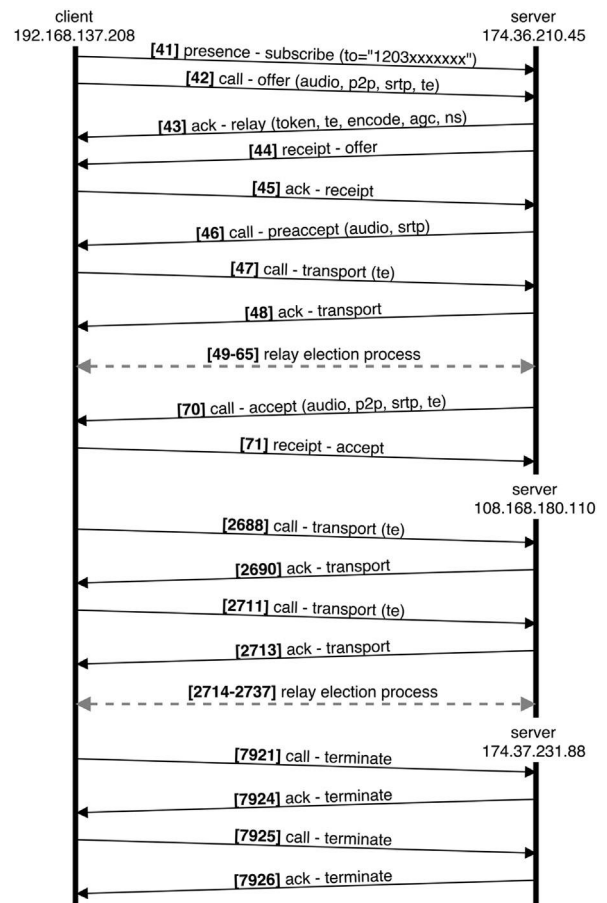 client
192.168.137.208
server
174.36.210.45
[41] presence - subscribe (to="1203xxxxxxx")
[42] call - offer (audio, p2p, srtp, te)
[43] ack - relay (token, te, encode, agc, ns)
[44] receipt - offer
[45] ack - receipt
[46] call - preaccept (audio, srtp)
[47] call - transport (te)
[48] ack - transport
[49-65] relay election process
[70] call - accept (audio, p2p, srtp, te)
[71] receipt - accept
server
108.168.180.110
[2688] call - transport (te)
[2690] ack - transport
[2711] call - transport (te)
[2713] ack - transport
[2714-2737] relay election process
server
174.37.231.88
[7921] call - terminate
[7924] ack - terminate
[7925] call - terminate
[7926] ack - terminate